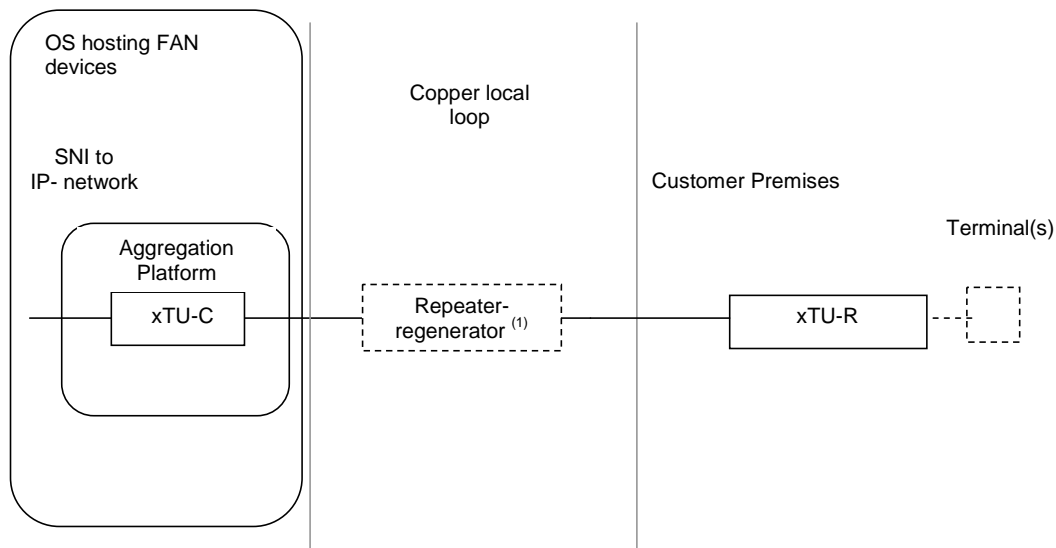 OS hosting FAN
devices
Copper local
loop
SNI to
IP- network
Customer Premises
Terminal(s)
Aggregation
Platform
xTU-C
Repeater-
regenerator (1)
xTU-R